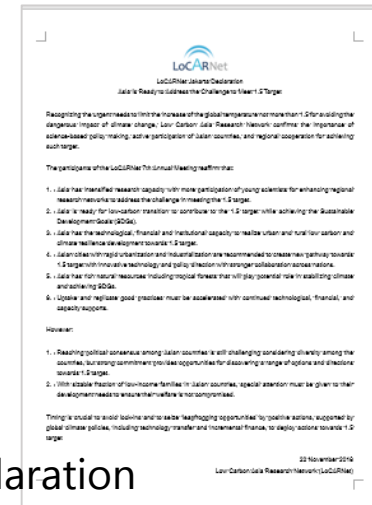 LoCARNet
LoCARNet Jakarta Declaration
Asia is Ready to Address the Challenge to Meet 1.5 Target
Recognizing the urgent needs to limit the increase of the global temperature not more than 1.5 for avoiding the
dangerous impact of climate change, Low Carbon Asia Research Network confirms the importance of
science-based policy making, active participation of Asian countries, and regional cooperation for achieving
such target.
The participants of the LoCARNet 7th Annual Meeting reaffirm that:
1. Asia has intensified research capacity with more participation of young scientists for enhancing regional
research networks to address the challenge in meeting the 1.5 target.
2. Asia is ready for low-carbon transition to contribute to the 1.5 target while achieving the Sustainable
Development Goals (SDGs).
3. Asia has the technological, financial and institutional capacity to realize urban and rural low carbon and
climate resilience development towards 1.5 target.
4. Asian cities with rapid urbanization and industrialization are recommended to create new pathway towards
1.5 target with innovative technology and policy direction with stronger collaboration across nations.
5. Asia has rich natural resources including tropical forests that will play potential role in stabilizing climate
and achieving SDGs.
6. Uptake and replicate good practices must be accelerated with continued technological, financial, and
capacity supports.
However:
1. Reaching political consensus among Asian countries is still challenging considering diversity among the
countries, but strong commitment provides opportunities for discovering a range of options and directions
towards 1.5 target.
2. With sizable fraction of low-income families in Asian countries, special attention must be given to their
development needs to ensure their welfare is not compromised.
Timing is crucial to avoid lock-ins and to seize leapfrogging opportunities by positive actions, supported by
global climate policies, including technology transfer and incremental finance, to deploy actions towards 1.5
target.
22 November 2018
Low Carbon Asia Research Network (LoCARNet)
laration